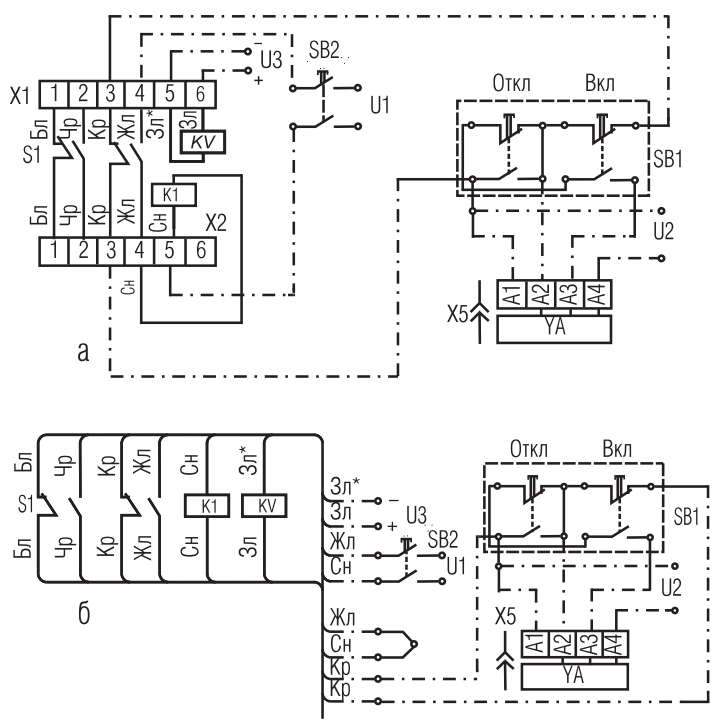 − U3 +
SB2
U1
Откл Вкл
SB1
X1 1 2 3 4 5 6
Бл Чр Кр Жл Зл* Зл
S1
KV
K1
Бл Чр Кр Жл Сн
X2
1 2 3 4 5 6
Сн
U2
A1 A2 A3 A4
X5
YA
а
Бл Чр Кр Жл Сн Зл*
S1
K1 KV
Бл Чр Кр Жл Сн Зл
б
Зл* −
U3
Зл +
Жл SB2
Сн U1
Жл
Сн
Кр
Кр
Откл Вкл
SB1
U2
X5
A1 A2 A3 A4
YA